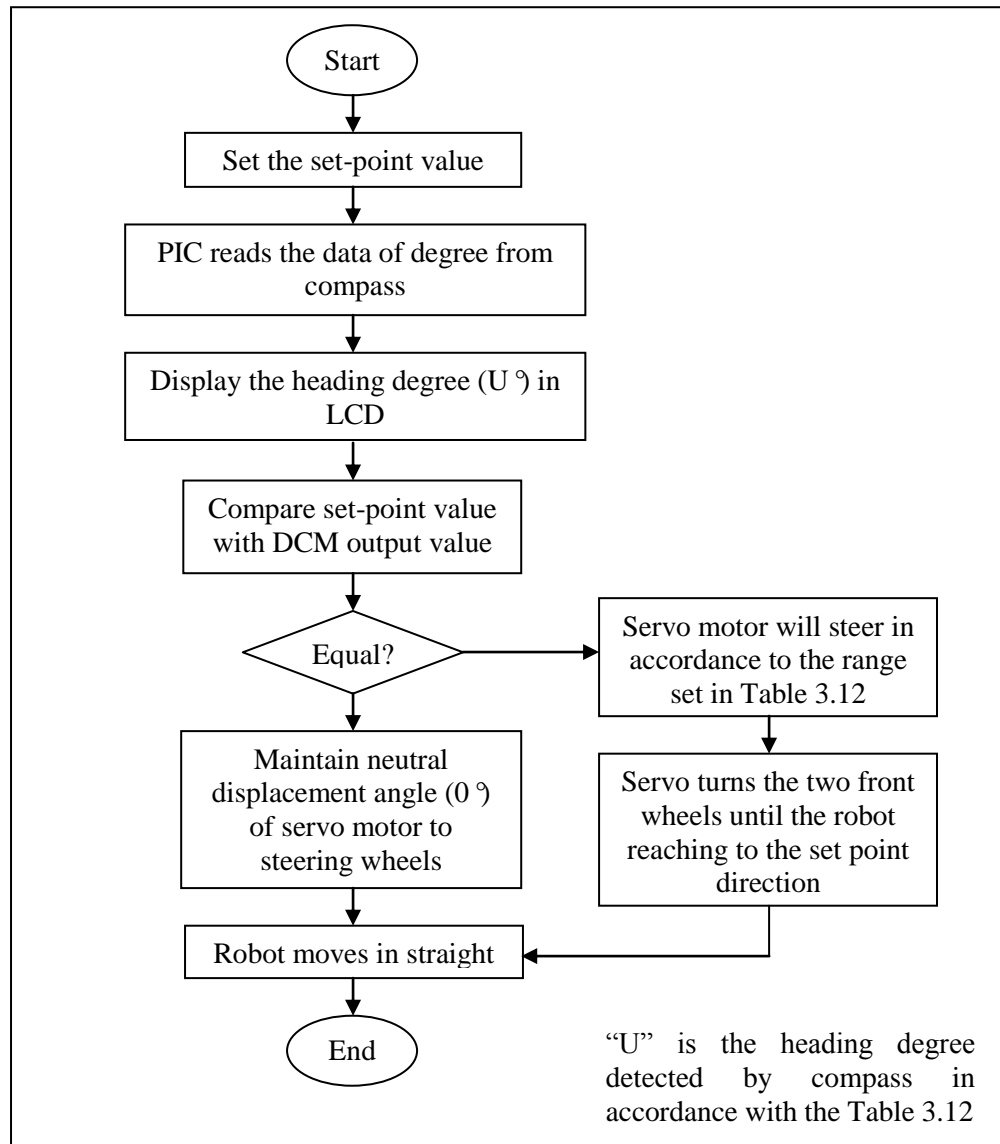 Start
Set the set-point value
PIC reads the data of degree from
compass
Display the heading degree (U °) in
LCD
Compare set-point value
with DCM output value
Equal?
Servo motor will steer in
accordance to the range
set in Table 3.12
Maintain neutral
displacement angle (0 °)
of servo motor to
steering wheels
Servo turns the two front
wheels until the robot
reaching to the set point
direction
Robot moves in straight
End
“U” is the heading degree
detected by compass in
accordance with the Table 3.12